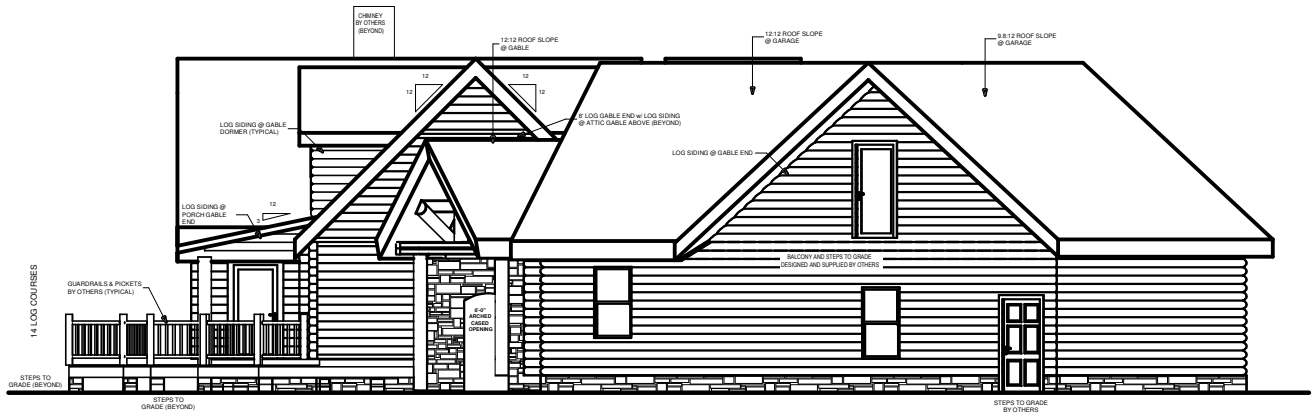 CHIMNEY
BY OTHERS
(BEYOND)
12:12 ROOF SLOPE
@ GABLE
12:12 ROOF SLOPE
@ GARAGE
9.8:12 ROOF SLOPE
@ GARAGE
12
12
12
12
LOG SIDING @ GABLE
DORMER (TYPICAL)
8' LOG GABLE END w/ LOG SIDING
@ ATTIC GABLE ABOVE (BEYOND)
LOG SIDING @ GABLE END
LOG SIDING @
PORCH GABLE
END
12
3
BALCONY AND STEPS TO GRADE
DESIGNED AND SUPPLIED BY OTHERS
14 LOG COURSES
GUARDRAILS & PICKETS
BY OTHERS (TYPICAL)
6'-0"
ARCHED
CASED
OPENING
STEPS TO
GRADE (BEYOND)
STEPS TO
GRADE (BEYOND)
STEPS TO GRADE
BY OTHERS